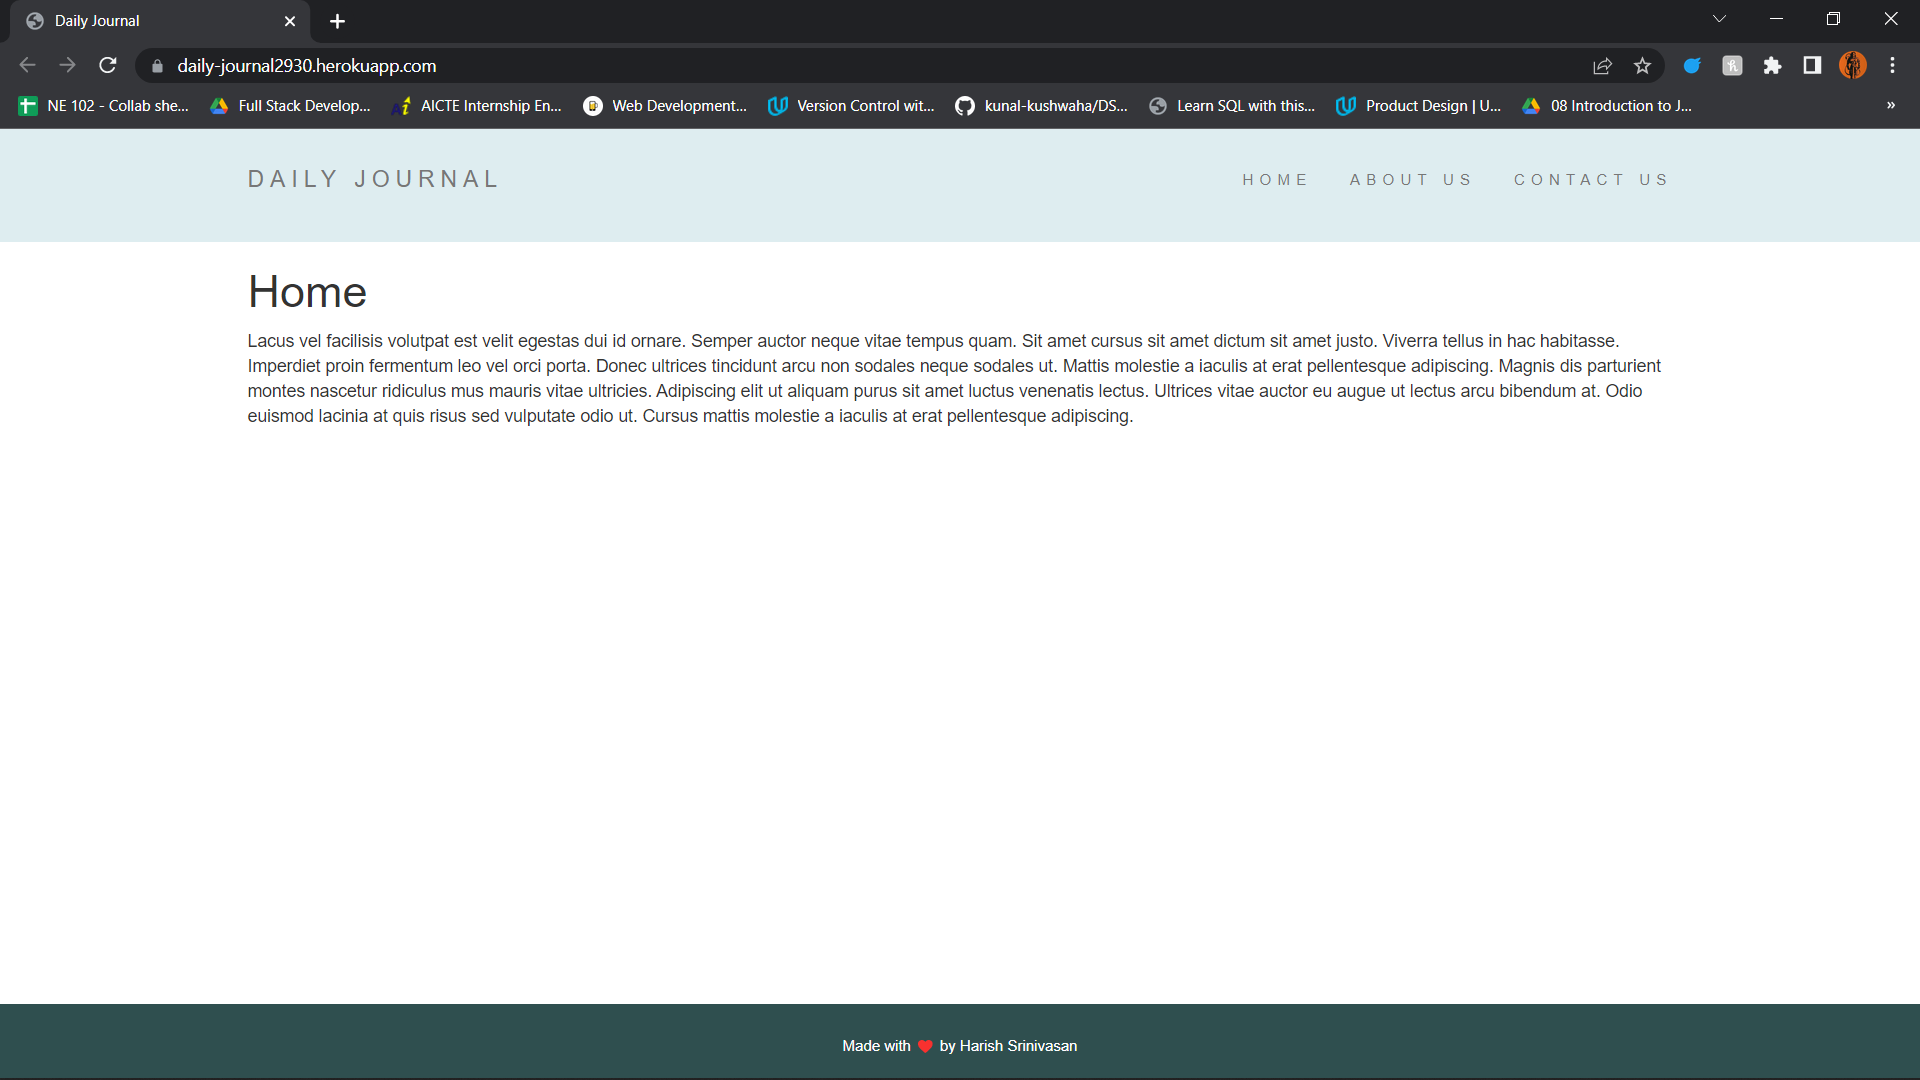 Daily Journal
daily-journal2930.herokuapp.com
NE 102 - Collab she... Full Stack Develop... AICTE Internship En... Web Development... Version Control wit... kunal-kushwaha/DS... Learn SQL with this... Product Design | U... 08 Introduction to J... »
DAILY JOURNAL HOME ABOUT US CONTACT US
Home
Lacus vel facilisis volutpat est velit egestas dui id ornare. Semper auctor neque vitae tempus quam. Sit amet cursus sit amet dictum sit amet justo. Viverra tellus in hac habitasse.
Imperdiet proin fermentum leo vel orci porta. Donec ultrices tincidunt arcu non sodales neque sodales ut. Mattis molestie a iaculis at erat pellentesque adipiscing. Magnis dis parturient
montes nascetur ridiculus mus mauris vitae ultricies. Adipiscing elit ut aliquam purus sit amet luctus venenatis lectus. Ultrices vitae auctor eu augue ut lectus arcu bibendum at. Odio
euismod lacinia at quis risus sed vulputate odio ut. Cursus mattis molestie a iaculis at erat pellentesque adipiscing.
Made with ❤ by Harish Srinivasan